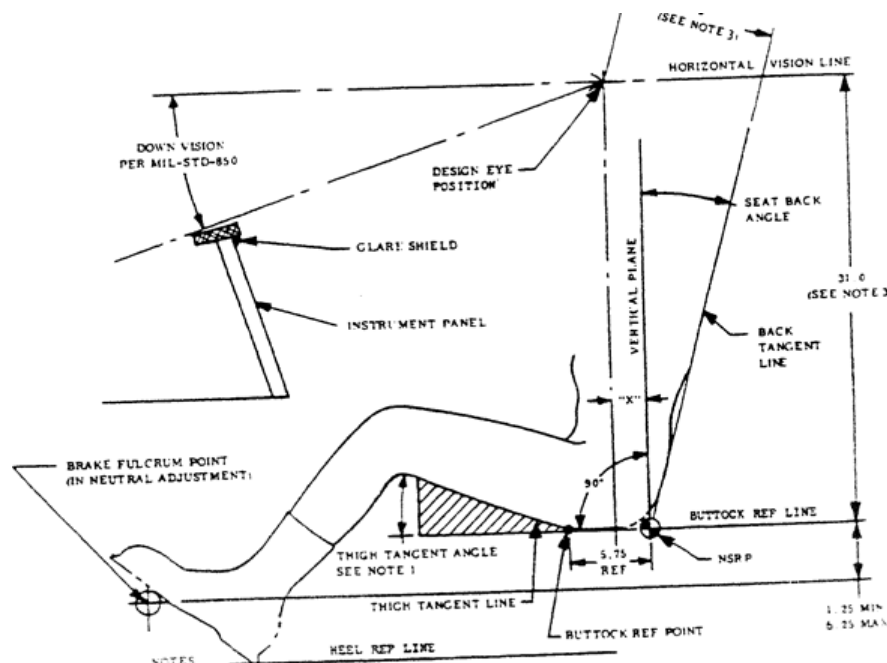 (SEE NOTE 3)
HORIZONTAL VISION LINE
DOWN VISION
PER MIL-STD-850
DESIGN EYE
POSITION
SEAT BACK
ANGLE
GLARE SHIELD
VERTICAL PLANE
31.0
(SEE NOTE 3
INSTRUMENT PANEL
BACK
TANGENT
LINE
"X"
BRAKE FULCRUM POINT
(IN NEUTRAL ADJUSTMENT)
90°
BUTTOCK REF LINE
THIGH TANGENT ANGLE
SEE NOTE 1
5.75
REF
NSRP
THIGH TANGENT LINE
1.25 MIN
6.25 MAX
BUTTOCK REF POINT
HEEL REF LINE
NOTES